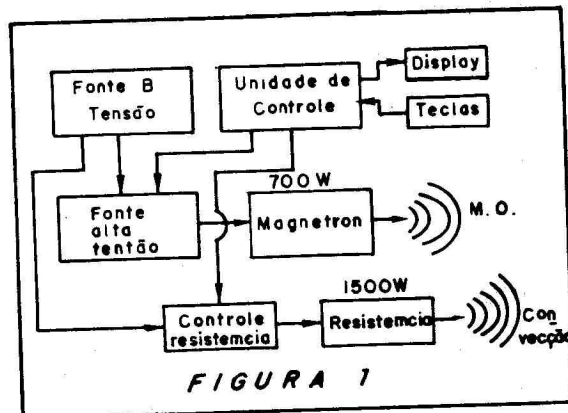 Fonte B
Tensão
Unidade de
Controle
Display
Teclas
Fonte
alta
tentão
700 W
Magnetron
M. O.
Controle
resistemcia
1500W
Resistemcia
Con
vecção
FIGURA 1